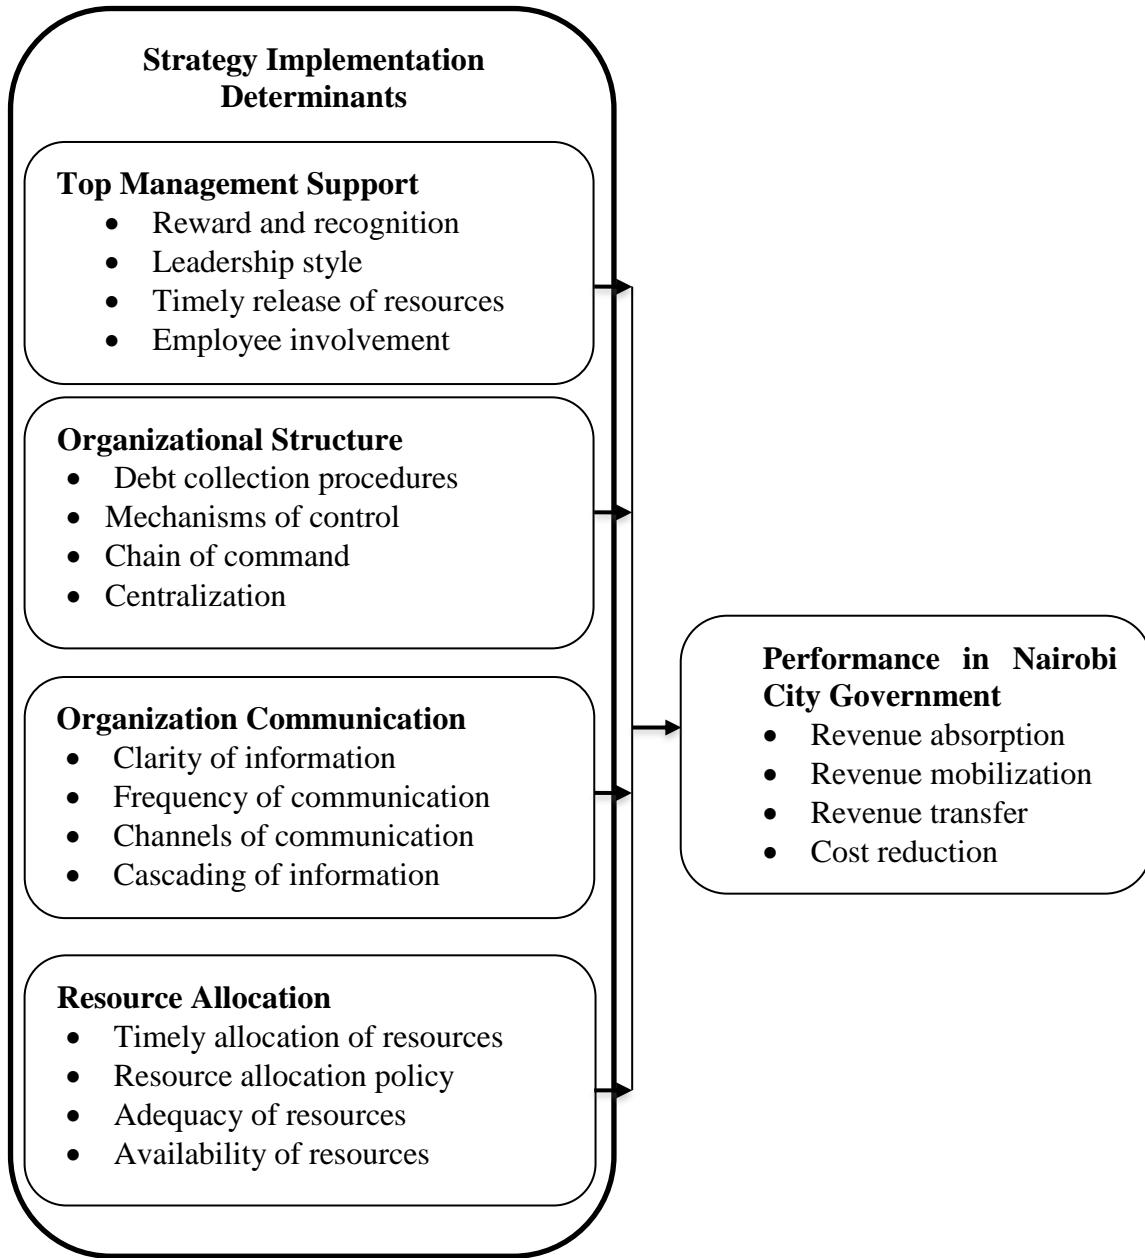 Strategy Implementation
Determinants
Top Management Support
• Reward and recognition
• Leadership style
• Timely release of resources
• Employee involvement
Organizational Structure
• Debt collection procedures
• Mechanisms of control
• Chain of command
• Centralization
Organization Communication
• Clarity of information
• Frequency of communication
• Channels of communication
• Cascading of information
Resource Allocation
• Timely allocation of resources
• Resource allocation policy
• Adequacy of resources
• Availability of resources
Performance in Nairobi
City Government
• Revenue absorption
• Revenue mobilization
• Revenue transfer
• Cost reduction